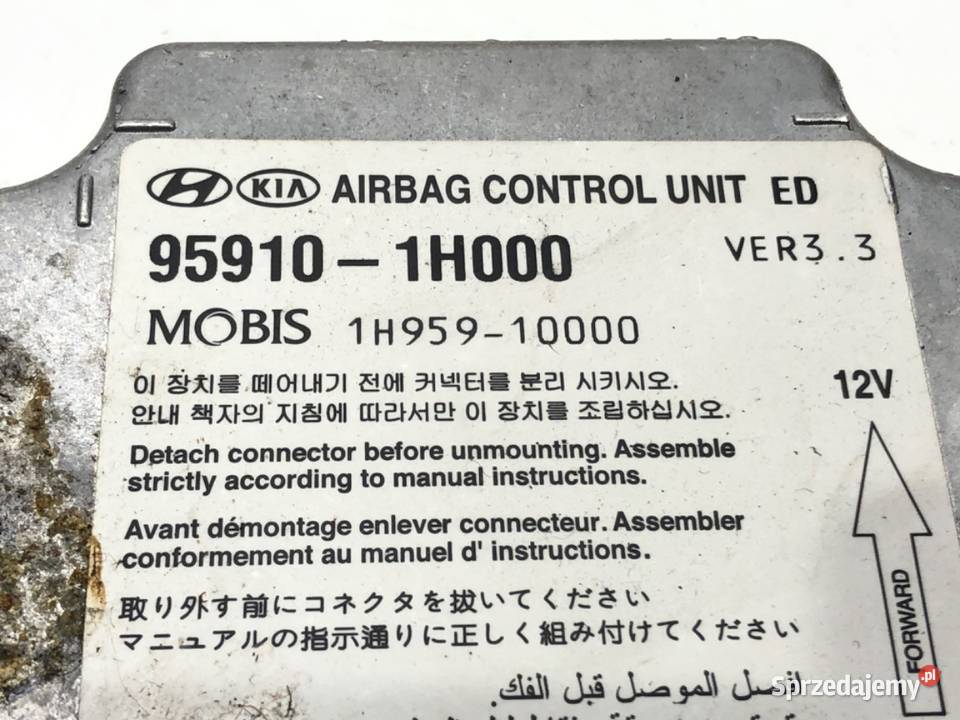 KIA AIRBAG CONTROL UNIT ED
95910-1H000 VER3.3
MOBIS 1H959-10000
이 장치를 떼어내기 전에 커넥터를 분리 시키시오.
안내 책자의 지침에 따라서만 이 장치를 조립하십시오.
12V
Detach connector before unmounting. Assemble
strictly according to manual instructions.
Avant démontage enlever connecteur. Assembler
conformement au manuel d' instructions.
取り外す前にコネクタを抜いてください
マニュアルの指示通りに正しく組み付けてください
FORWARD
افصل الموصل قبل الفك
Sprzedajemy.pl